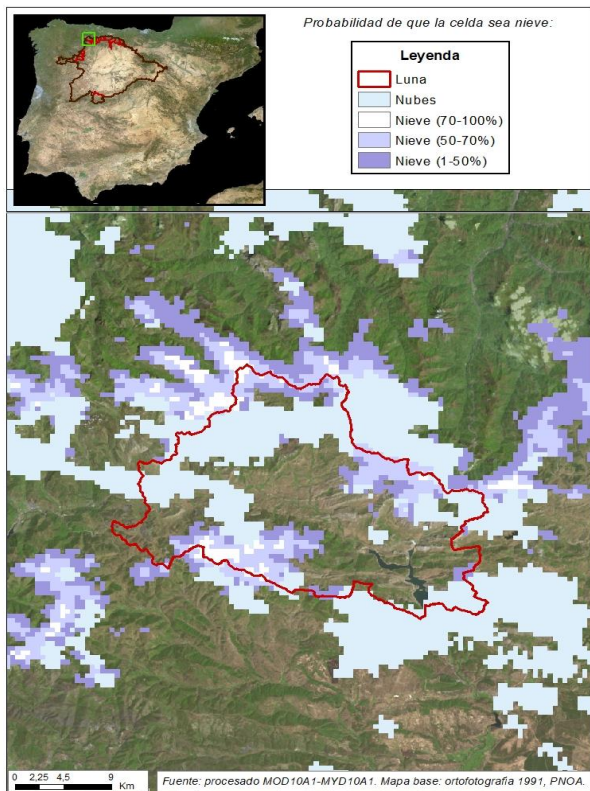 Probabilidad de que la celda sea nieve:
Leyenda
Luna
Nubes
Nieve (70-100%)
Nieve (50-70%)
Nieve (1-50%)
0 2,25 4,5 9
Km
Fuente: procesado MOD10A1-MYD10A1. Mapa base: ortofotografia 1991, PNOA.